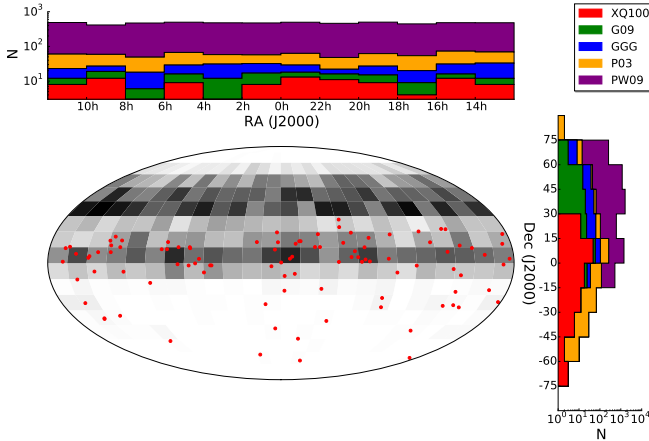 10³
10²
10¹
N
10h 8h 6h 4h 2h 0h 22h 20h 18h 16h 14h
RA (J2000)
XQ100
G09
GGG
P03
PW09
75
60
45
30
15
0
-15
-30
-45
-60
-75
Dec (J2000)
10⁰ 10¹ 10² 10³ 10⁴
N